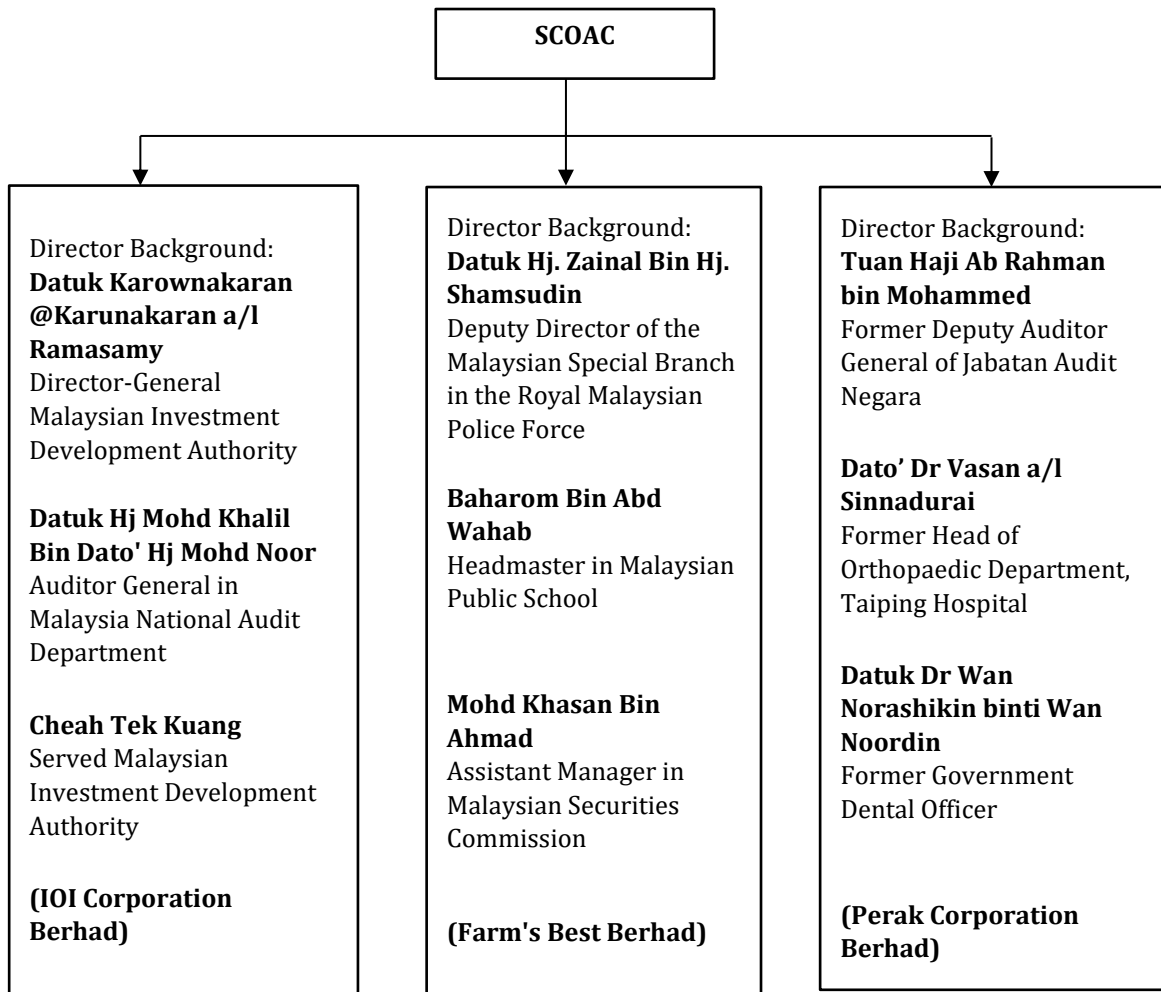 SCOAC
Director Background:
Datuk Karownakaran
@Karunakaran a/l
Ramasamy
Director-General
Malaysian Investment
Development Authority
Datuk Hj Mohd Khalil
Bin Dato' Hj Mohd Noor
Auditor General in
Malaysia National Audit
Department
Cheah Tek Kuang
Served Malaysian
Investment Development
Authority
(IOI Corporation
Berhad)
Director Background:
Datuk Hj. Zainal Bin Hj.
Shamsudin
Deputy Director of the
Malaysian Special Branch
in the Royal Malaysian
Police Force
Baharom Bin Abd
Wahab
Headmaster in Malaysian
Public School
Mohd Khasan Bin
Ahmad
Assistant Manager in
Malaysian Securities
Commission
(Farm's Best Berhad)
Director Background:
Tuan Haji Ab Rahman
bin Mohammed
Former Deputy Auditor
General of Jabatan Audit
Negara
Dato’ Dr Vasan a/l
Sinnadurai
Former Head of
Orthopaedic Department,
Taiping Hospital
Datuk Dr Wan
Norashikin binti Wan
Noordin
Former Government
Dental Officer
(Perak Corporation
Berhad)